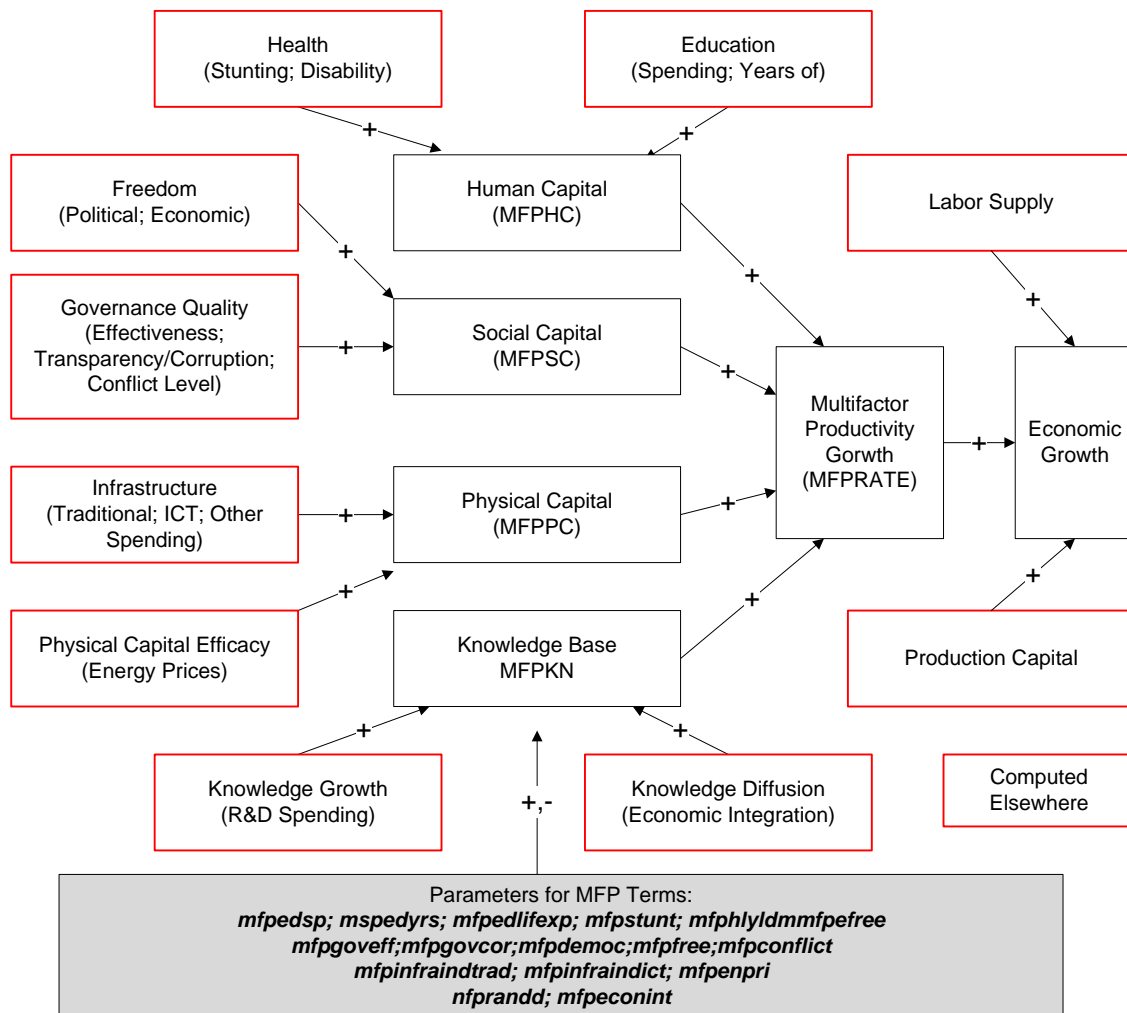 Health
(Stunting; Disability)
Education
(Spending; Years of)
+
+
Freedom
(Political; Economic)
Human Capital
(MFPHC)
Labor Supply
+
+
+
Governance Quality
(Effectiveness;
Transparency/Corruption;
Conflict Level)
+
Social Capital
(MFPSC)
+
Multifactor
Productivity
Gorwth
(MFPRATE)
+
Economic
Growth
Infrastructure
(Traditional; ICT; Other
Spending)
+
Physical Capital
(MFPPC)
+
+
+
+
Physical Capital Efficacy
(Energy Prices)
Knowledge Base
MFPKN
Production Capital
+
+
Knowledge Growth
(R&D Spending)
+,-
Knowledge Diffusion
(Economic Integration)
Computed
Elsewhere
Parameters for MFP Terms:
mfpedsp; mspedyrs; mfpedlifexp; mfpstunt; mfphlyldmmfpefree
mfpgoveff;mfpgovcor;mfpdemoc;mfpfree;mfpconflict
mfpinfraindtrad; mfpinfraindict; mfpenpri
nfprandd; mfpeconint